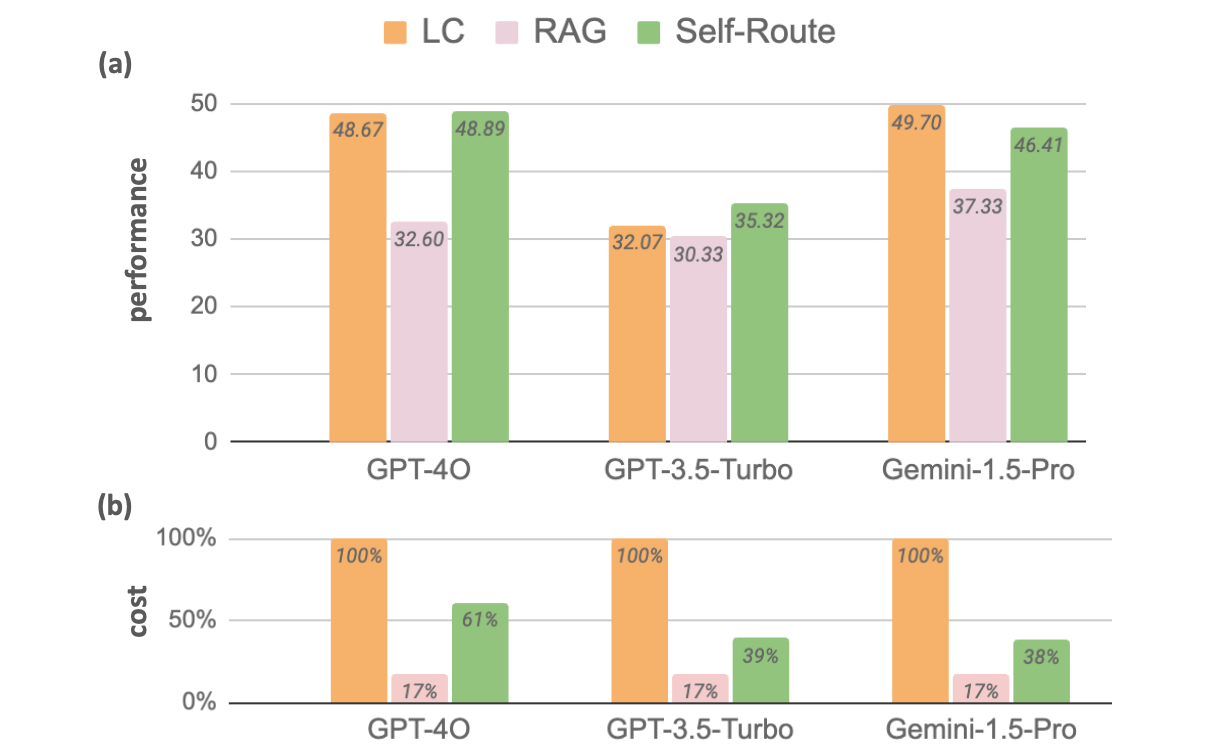 LC RAG Self-Route
(a)
performance
50
40
30
20
10
0
48.67 32.60 48.89
32.07 30.33 35.32
49.70 37.33 46.41
GPT-4O GPT-3.5-Turbo Gemini-1.5-Pro
(b)
cost
100%
50%
0%
100% 17% 61%
100% 17% 39%
100% 17% 38%
GPT-4O GPT-3.5-Turbo Gemini-1.5-Pro